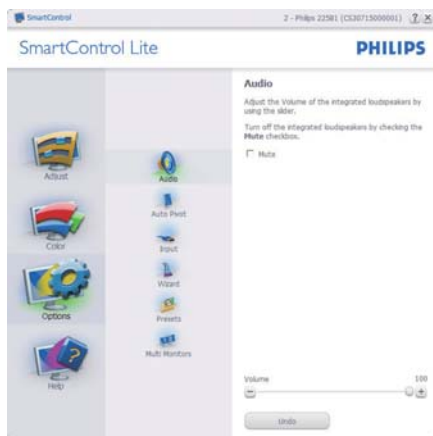 SmartControl
2 - Philips 225B1 (CS30715000001)
? X
SmartControl Lite
PHILIPS
Adjust
Color
Options
Help
Audio
Auto Pivot
Input
Wizard
Presets
Multi Monitors
Audio
Adjust the Volume of the integrated loudspeakers by
using the slider.
Turn off the integrated loudspeakers by checking the
Mute checkbox.
Mute
Volume 100
Undo